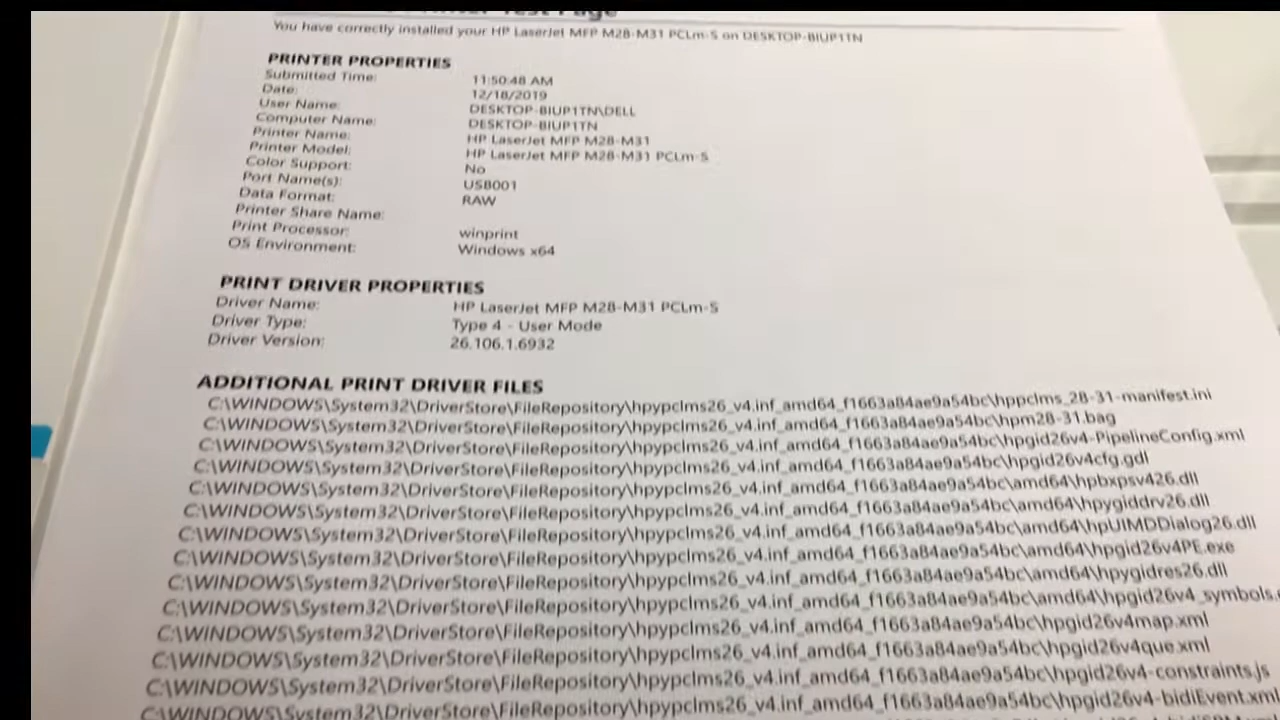 Test Page
You have correctly installed your HP LaserJet MFP M28-M31 PCLm-S on DESKTOP-BIUP1TN
PRINTER PROPERTIES
Submitted Time: 11:50:48 AM
Date: 12/18/2019
User Name: DESKTOP-BIUP1TN\DELL
Computer Name: DESKTOP-BIUP1TN
Printer Name: HP LaserJet MFP M28-M31
Printer Model: HP LaserJet MFP M28-M31 PCLm-S
Color Support: No
Port Name(s): USB001
Data Format: RAW
Printer Share Name:
Print Processor: winprint
OS Environment: Windows x64
PRINT DRIVER PROPERTIES
Driver Name: HP LaserJet MFP M28-M31 PCLm-S
Driver Type: Type 4 - User Mode
Driver Version: 26.106.1.6932
ADDITIONAL PRINT DRIVER FILES
C:\WINDOWS\System32\DriverStore\FileRepository\hpypclms26_v4.inf_amd64_f1663a84ae9a54bc\hppclms_28-31-manifest.ini
C:\WINDOWS\System32\DriverStore\FileRepository\hpypclms26_v4.inf_amd64_f1663a84ae9a54bc\hpm28-31.bag
C:\WINDOWS\System32\DriverStore\FileRepository\hpypclms26_v4.inf_amd64_f1663a84ae9a54bc\hpgid26v4-PipelineConfig.xml
C:\WINDOWS\System32\DriverStore\FileRepository\hpypclms26_v4.inf_amd64_f1663a84ae9a54bc\hpgid26v4cfg.gdl
C:\WINDOWS\System32\DriverStore\FileRepository\hpypclms26_v4.inf_amd64_f1663a84ae9a54bc\amd64\hpbxpsv426.dll
C:\WINDOWS\System32\DriverStore\FileRepository\hpypclms26_v4.inf_amd64_f1663a84ae9a54bc\amd64\hpygiddrv26.dll
C:\WINDOWS\System32\DriverStore\FileRepository\hpypclms26_v4.inf_amd64_f1663a84ae9a54bc\amd64\hpUIMDDialog26.dll
C:\WINDOWS\System32\DriverStore\FileRepository\hpypclms26_v4.inf_amd64_f1663a84ae9a54bc\amd64\hpgid26v4PE.exe
C:\WINDOWS\System32\DriverStore\FileRepository\hpypclms26_v4.inf_amd64_f1663a84ae9a54bc\amd64\hpygidres26.dll
C:\WINDOWS\System32\DriverStore\FileRepository\hpypclms26_v4.inf_amd64_f1663a84ae9a54bc\amd64\hpgid26v4_symbols.
C:\WINDOWS\System32\DriverStore\FileRepository\hpypclms26_v4.inf_amd64_f1663a84ae9a54bc\hpgid26v4map.xml
C:\WINDOWS\System32\DriverStore\FileRepository\hpypclms26_v4.inf_amd64_f1663a84ae9a54bc\hpgid26v4que.xml
C:\WINDOWS\System32\DriverStore\FileRepository\hpypclms26_v4.inf_amd64_f1663a84ae9a54bc\hpgid26v4-constraints.js
C:\WINDOWS\System32\DriverStore\FileRepository\hpypclms26_v4.inf_amd64_f1663a84ae9a54bc\hpgid26v4-bidiEvent.xml